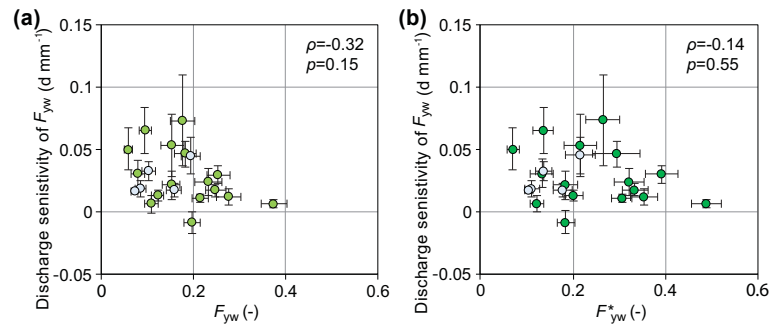 (a)
ρ=-0.32
p=0.15
Discharge senistivity of Fyw (d mm⁻¹)
0.15
0.1
0.05
0
-0.05
0 0.2 0.4 0.6
Fyw (-)
(b)
ρ=-0.14
p=0.55
Discharge senistivity of Fyw (d mm⁻¹)
0.15
0.1
0.05
0
-0.05
0 0.2 0.4 0.6
F*yw (-)